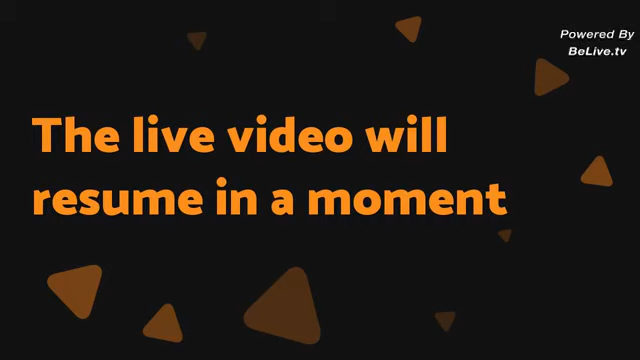 Powered By
BeLive.tv
The live video will
resume in a moment